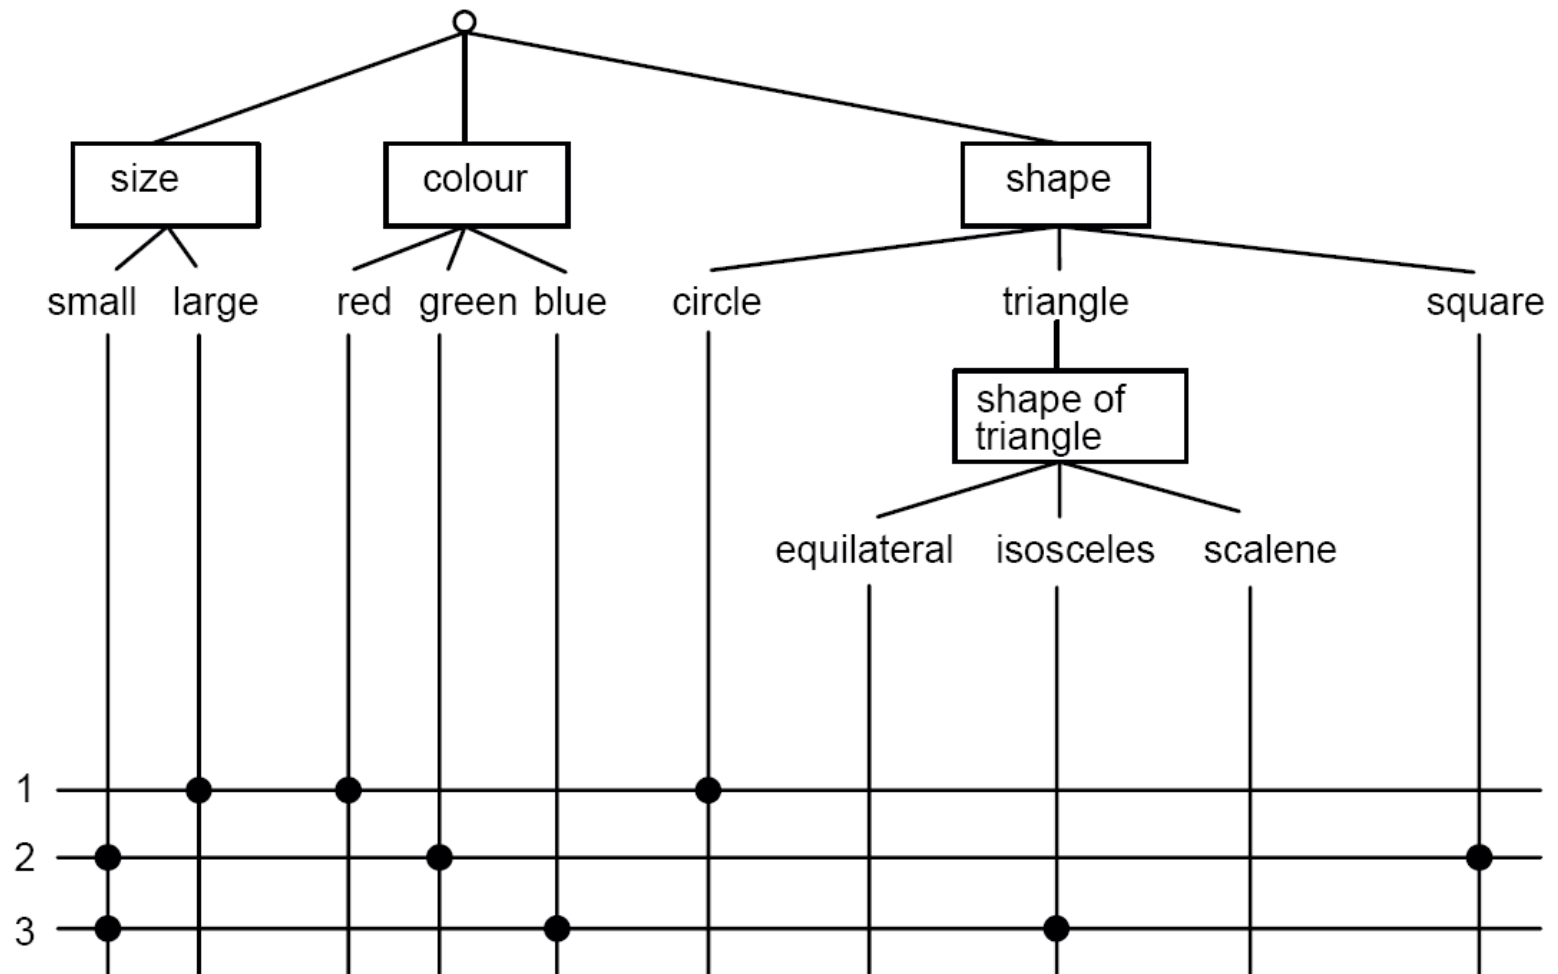 size colour shape
small large red green blue circle triangle square
shape of
triangle
equilateral isosceles scalene
1
2
3